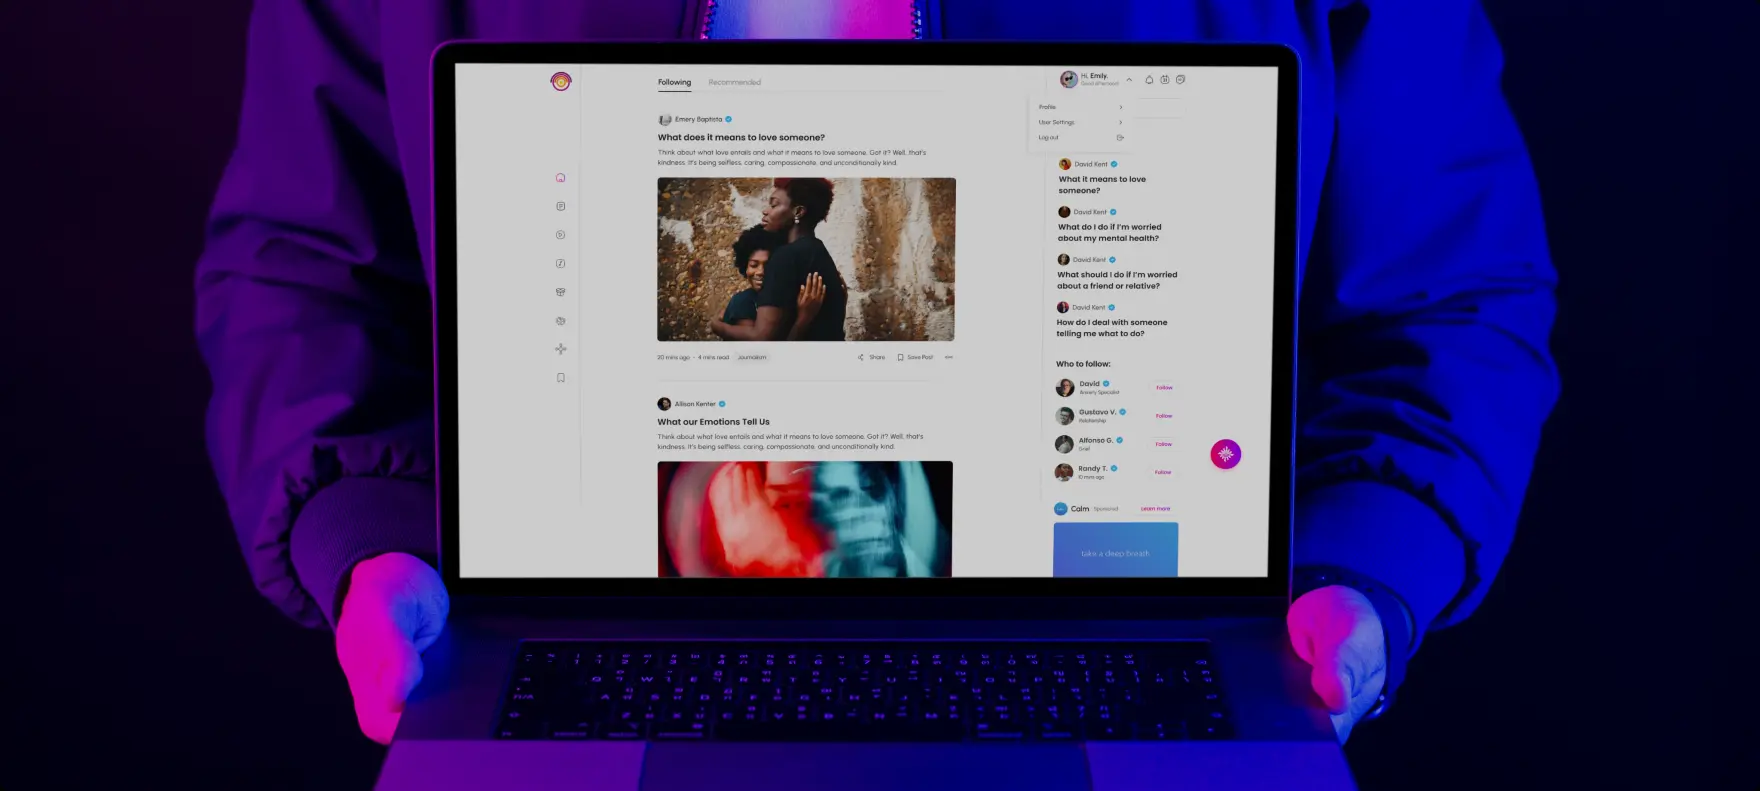 Following
Recommended
Emery Baptista
What does it means to love someone?
Think about what love entails and what it means to love someone. Got it? Well, that's
kindness. It's being selfless, caring, compassionate, and unconditionally kind.
20 mins ago
4 mins read
Journalism
Share
Save Post
Allison Kenter
What our Emotions Tell Us
Think about what love entails and what it means to love someone. Got it? Well, that's
kindness. It's being selfless, caring, compassionate, and unconditionally kind.
Hi, Emily.
Good afternoon!
Profile
User Settings
Log out
David Kent
What it means to love
someone?
David Kent
What do I do if I'm worried
about my mental health?
David Kent
What should I do if I'm worried
about a friend or relative?
David Kent
How do I deal with someone
telling me what to do?
Who to follow:
David
Anxiety Specialist
Follow
Gustavo V.
Relationship
Follow
Alfonso G.
Grief
Follow
Randy T.
10 mins ago
Follow
Calm
Sponsored
Learn more
take a deep breath